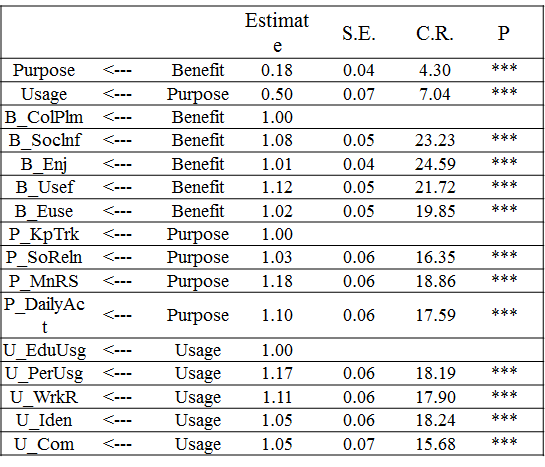 Estimat
e S.E. C.R. P
Purpose <--- Benefit 0.18 0.04 4.30 ***
Usage <--- Purpose 0.50 0.07 7.04 ***
B_ColPlm <--- Benefit 1.00
B_SocInf <--- Benefit 1.08 0.05 23.23 ***
B_Enj <--- Benefit 1.01 0.04 24.59 ***
B_Usef <--- Benefit 1.12 0.05 21.72 ***
B_Euse <--- Benefit 1.02 0.05 19.85 ***
P_KpTrk <--- Purpose 1.00
P_SoReln <--- Purpose 1.03 0.06 16.35 ***
P_MnRS <--- Purpose 1.18 0.06 18.86 ***
P_DailyAc
t <--- Purpose 1.10 0.06 17.59 ***
U_EduUsg <--- Usage 1.00
U_PerUsg <--- Usage 1.17 0.06 18.19 ***
U_WrkR <--- Usage 1.11 0.06 17.90 ***
U_Iden <--- Usage 1.05 0.06 18.24 ***
U_Com <--- Usage 1.05 0.07 15.68 ***